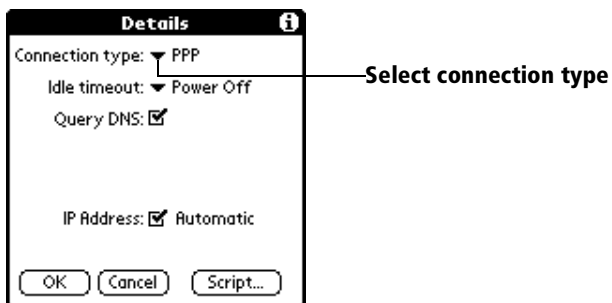 Details
Connection type: PPP
Select connection type
Idle timeout: Power Off
Query DNS:
IP Address: Automatic
OK Cancel Script...